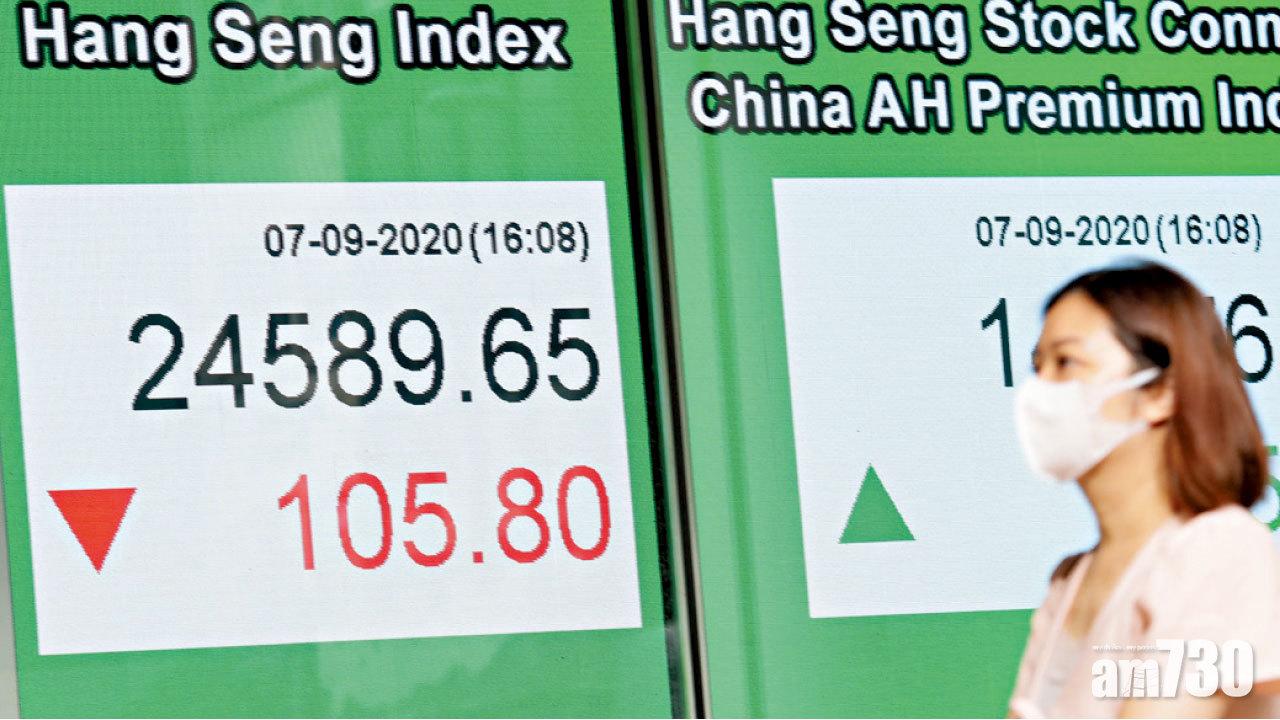 Hang Seng Index
07-09-2020(16:08)
24589.65
▼ 105.80
Hang Seng Stock Conn
China AH Premium Ind
07-09-2020(16:08)
▲
am730